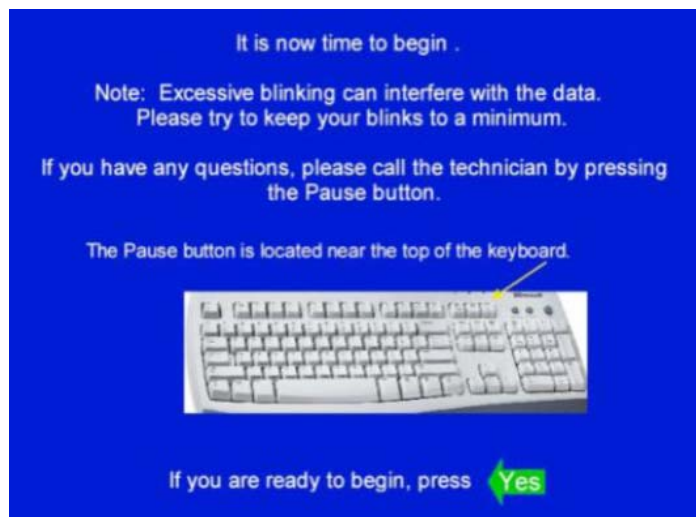 It is now time to begin .
Note: Excessive blinking can interfere with the data.
Please try to keep your blinks to a minimum.
If you have any questions, please call the technician by pressing
the Pause button.
The Pause button is located near the top of the keyboard.
If you are ready to begin, press Yes